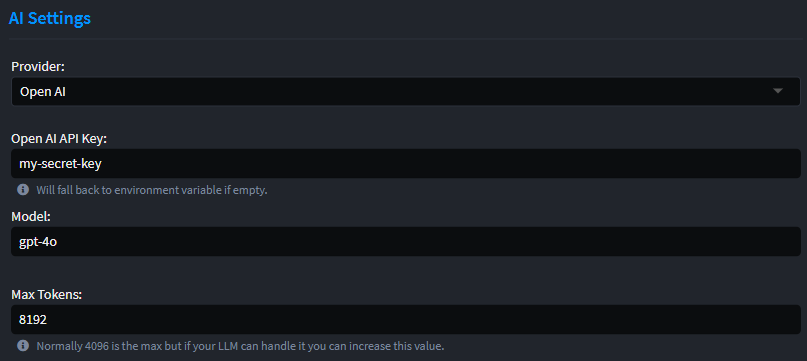 AI Settings
Provider:
Open AI
Open AI API Key:
my-secret-key
Will fall back to environment variable if empty.
Model:
gpt-4o
Max Tokens:
8192
Normally 4096 is the max but if your LLM can handle it you can increase this value.